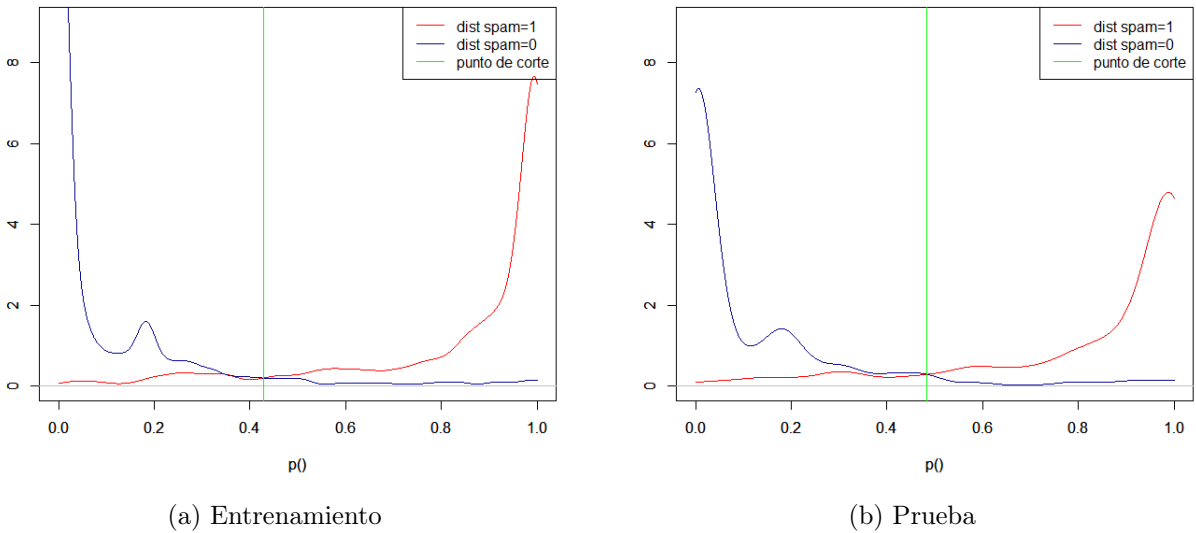 dist spam=1
dist spam=0
punto de corte
8
6
4
2
0
0.0 0.2 0.4 0.6 0.8 1.0
p()
(a) Entrenamiento
dist spam=1
dist spam=0
punto de corte
8
6
4
2
0
0.0 0.2 0.4 0.6 0.8 1.0
p()
(b) Prueba